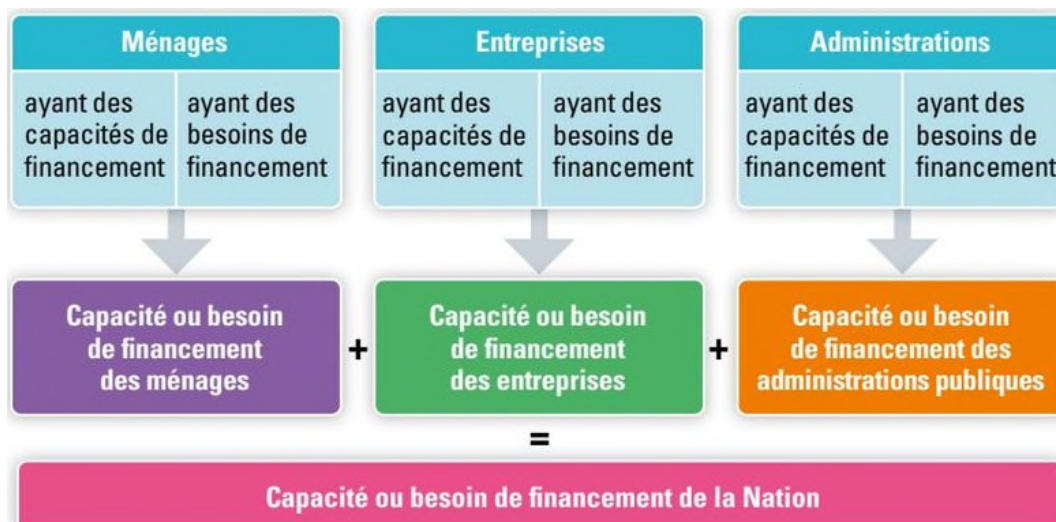 Ménages
ayant des
capacités de
financement
ayant des
besoins de
financement
Entreprises
ayant des
capacités de
financement
ayant des
besoins de
financement
Administrations
ayant des
capacités de
financement
ayant des
besoins de
financement
Capacité ou besoin
de financement
des ménages
+
Capacité ou besoin
de financement
des entreprises
+
Capacité ou besoin
de financement des
administrations publiques
=
Capacité ou besoin de financement de la Nation